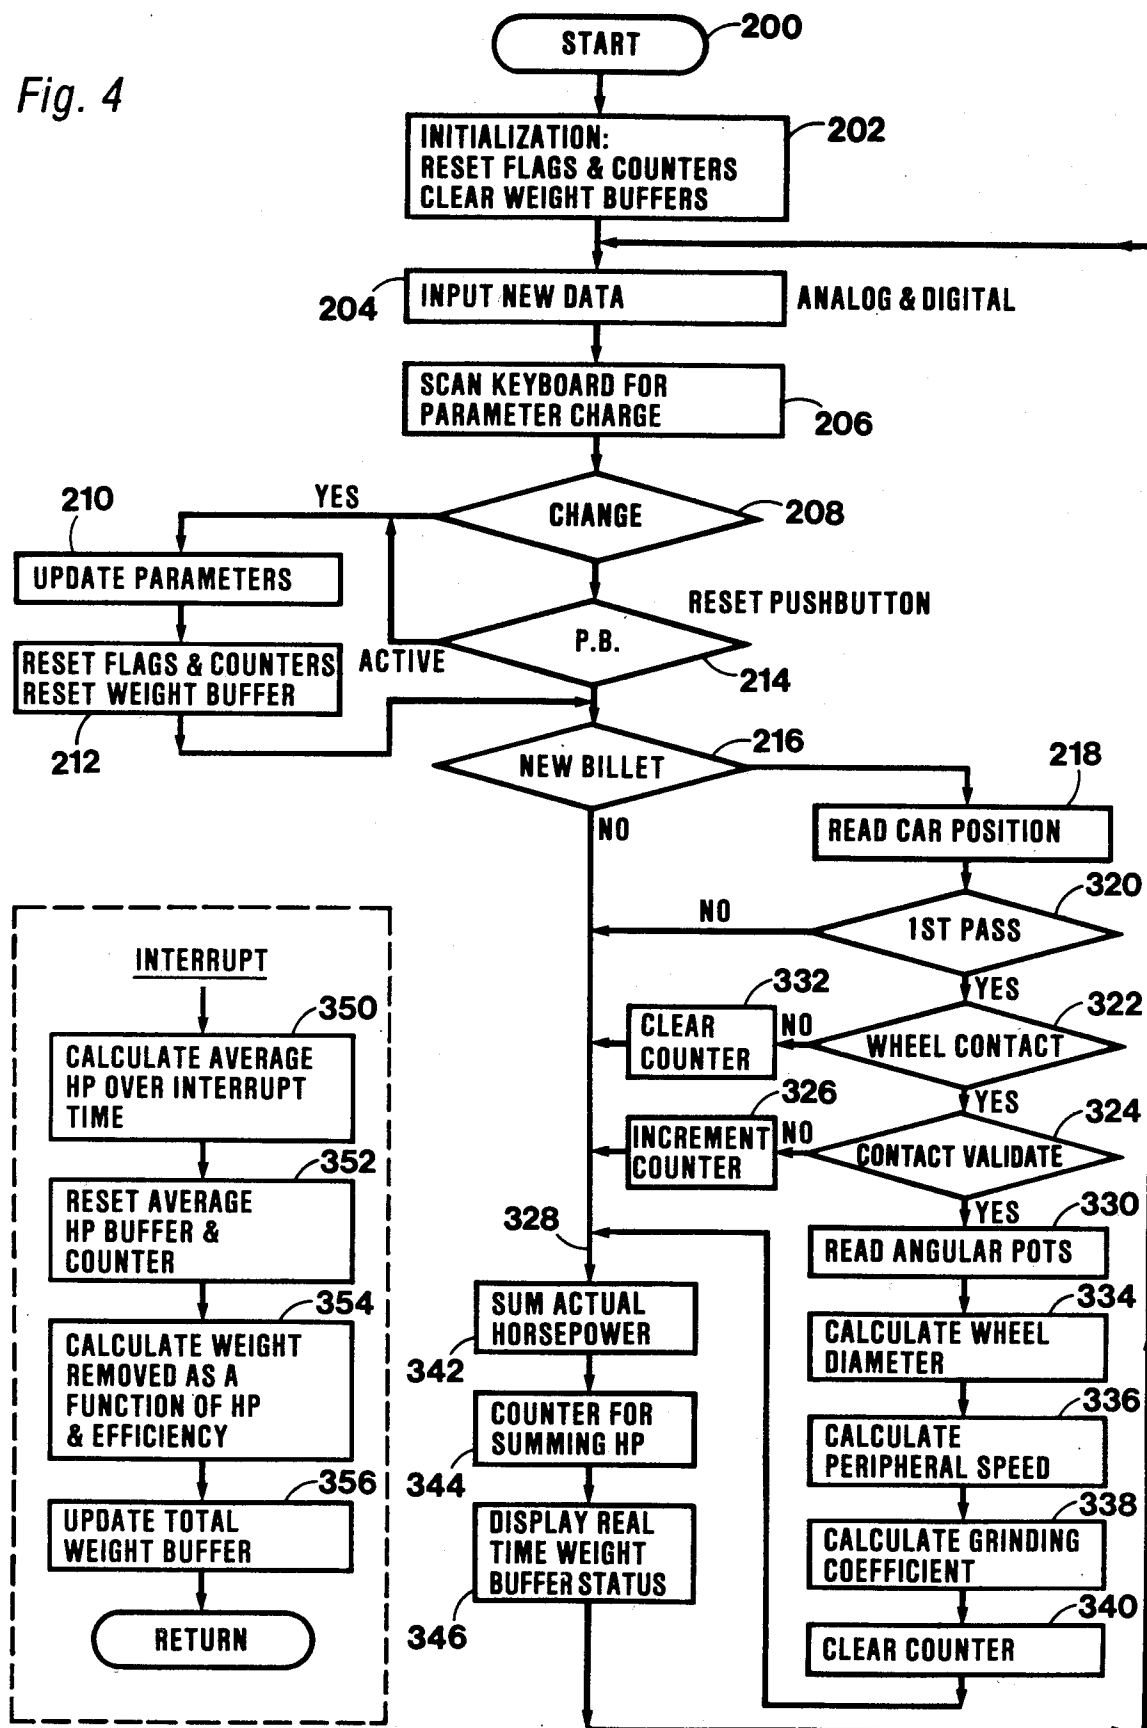 Fig. 4
START
200
INITIALIZATION:
RESET FLAGS & COUNTERS
CLEAR WEIGHT BUFFERS
202
INPUT NEW DATA
204
ANALOG & DIGITAL
SCAN KEYBOARD FOR
PARAMETER CHARGE
206
CHANGE
208
YES
210
UPDATE PARAMETERS
RESET FLAGS & COUNTERS
RESET WEIGHT BUFFER
212
RESET PUSHBUTTON
P.B.
ACTIVE
214
NEW BILLET
216
NO
218
READ CAR POSITION
320
1ST PASS
NO
YES
322
WHEEL CONTACT
NO
332
CLEAR
COUNTER
YES
324
CONTACT VALIDATE
NO
326
INCREMENT
COUNTER
YES
330
READ ANGULAR POTS
334
CALCULATE WHEEL
DIAMETER
336
CALCULATE
PERIPHERAL SPEED
338
CALCULATE GRINDING
COEFFICIENT
340
CLEAR COUNTER
328
SUM ACTUAL
HORSEPOWER
342
COUNTER FOR
SUMMING HP
344
DISPLAY REAL
TIME WEIGHT
BUFFER STATUS
346
INTERRUPT
350
CALCULATE AVERAGE
HP OVER INTERRUPT
TIME
352
RESET AVERAGE
HP BUFFER &
COUNTER
354
CALCULATE WEIGHT
REMOVED AS A
FUNCTION OF HP
& EFFICIENCY
356
UPDATE TOTAL
WEIGHT BUFFER
RETURN